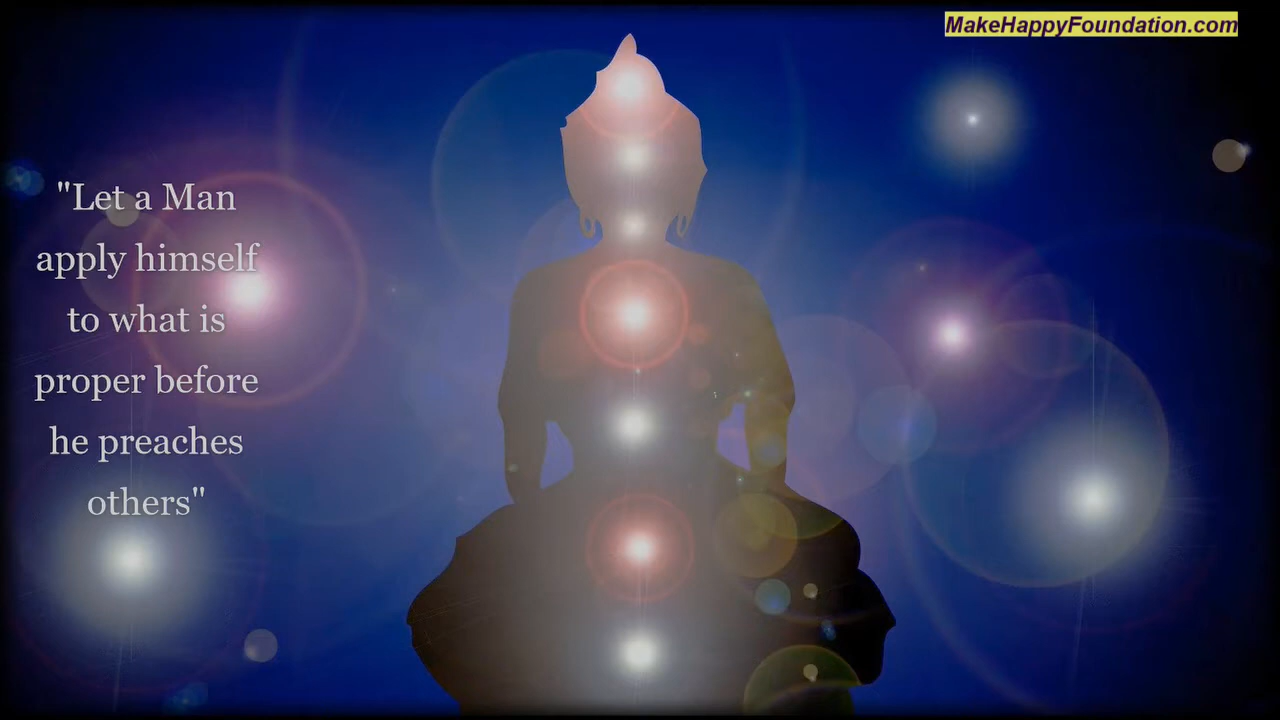 MakeHappyFoundation.com
"Let a Man
apply himself
to what is
proper before
he preaches
others"